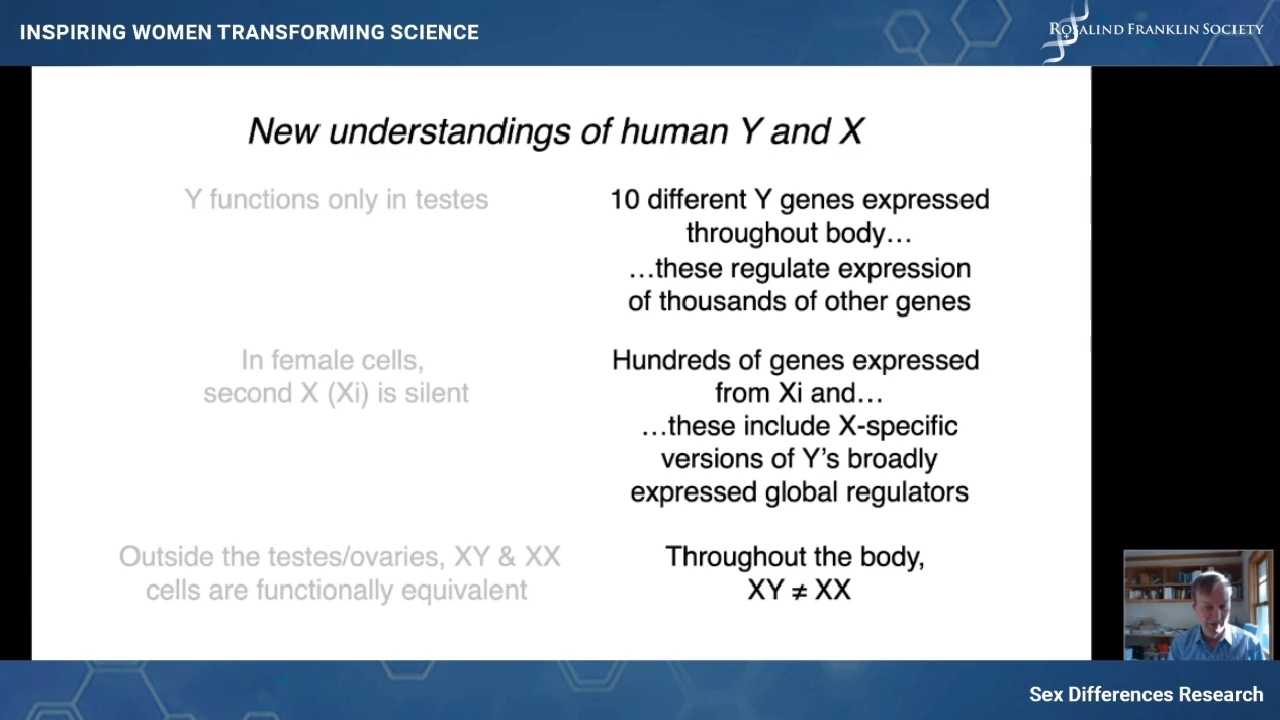 INSPIRING WOMEN TRANSFORMING SCIENCE
ROSALIND FRANKLIN SOCIETY
New understandings of human Y and X
Y functions only in testes
10 different Y genes expressed
throughout body…
…these regulate expression
of thousands of other genes
In female cells,
second X (Xi) is silent
Hundreds of genes expressed
from Xi and…
…these include X-specific
versions of Y’s broadly
expressed global regulators
Outside the testes/ovaries, XY & XX
cells are functionally equivalent
Throughout the body,
XY ≠ XX
Sex Differences Research